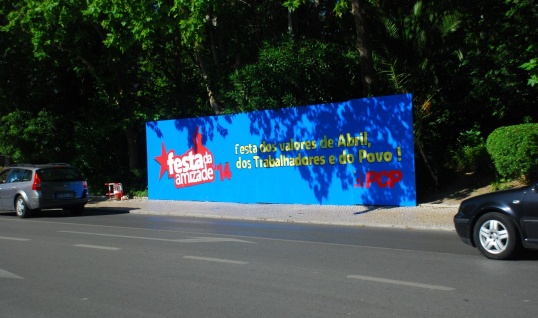 festa
da
amizade '14
festa dos valores de Abril,
dos Trabalhadores e do Povo !
PCP